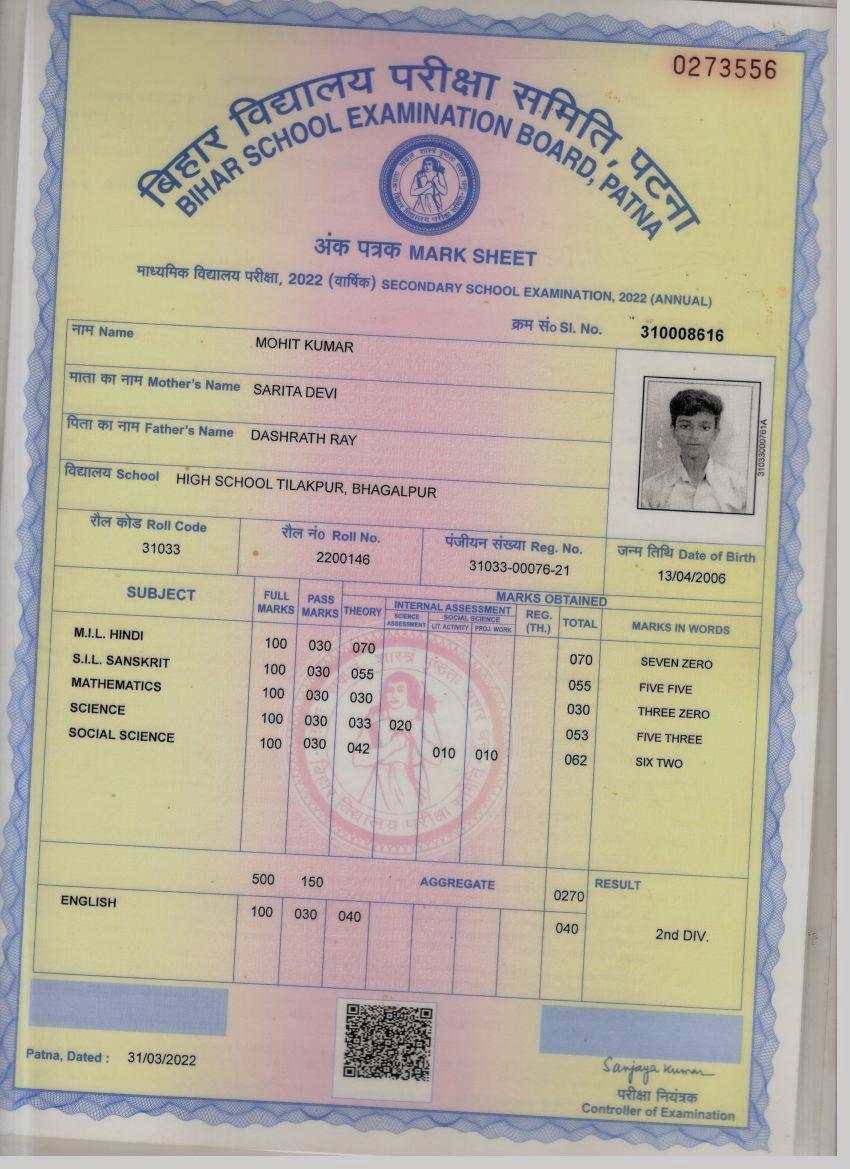 0273556
बिहार विद्यालय परीक्षा समिति, पटना
BIHAR SCHOOL EXAMINATION BOARD, PATNA
अंक पत्रक MARK SHEET
माध्यमिक विद्यालय परीक्षा, 2022 (वार्षिक) SECONDARY SCHOOL EXAMINATION, 2022 (ANNUAL)
क्रम सं० Sl. No. 310008616
नाम Name MOHIT KUMAR
माता का नाम Mother's Name SARITA DEVI
पिता का नाम Father's Name DASHRATH RAY
विद्यालय School HIGH SCHOOL TILAKPUR, BHAGALPUR
310330000761A
रौल कोड Roll Code रौल नं० Roll No. पंजीयन संख्या Reg. No. जन्म तिथि Date of Birth
31033 2200146 31033-00076-21 13/04/2006
SUBJECT FULL MARKS PASS MARKS MARKS OBTAINED
THEORY INTERNAL ASSESSMENT REG. (TH.) TOTAL MARKS IN WORDS
SCIENCE ASSESSMENT SOCIAL SCIENCE
LIT. ACTIVITY PROJ. WORK
M.I.L. HINDI 100 030 070 070 SEVEN ZERO
S.I.L. SANSKRIT 100 030 055 055 FIVE FIVE
MATHEMATICS 100 030 030 030 THREE ZERO
SCIENCE 100 030 033 020 053 FIVE THREE
SOCIAL SCIENCE 100 030 042 010 010 062 SIX TWO
500 150 AGGREGATE 0270 RESULT
ENGLISH 100 030 040 040 2nd DIV.
Patna, Dated : 31/03/2022
Sanjaya Kumar
परीक्षा नियंत्रक
Controller of Examination